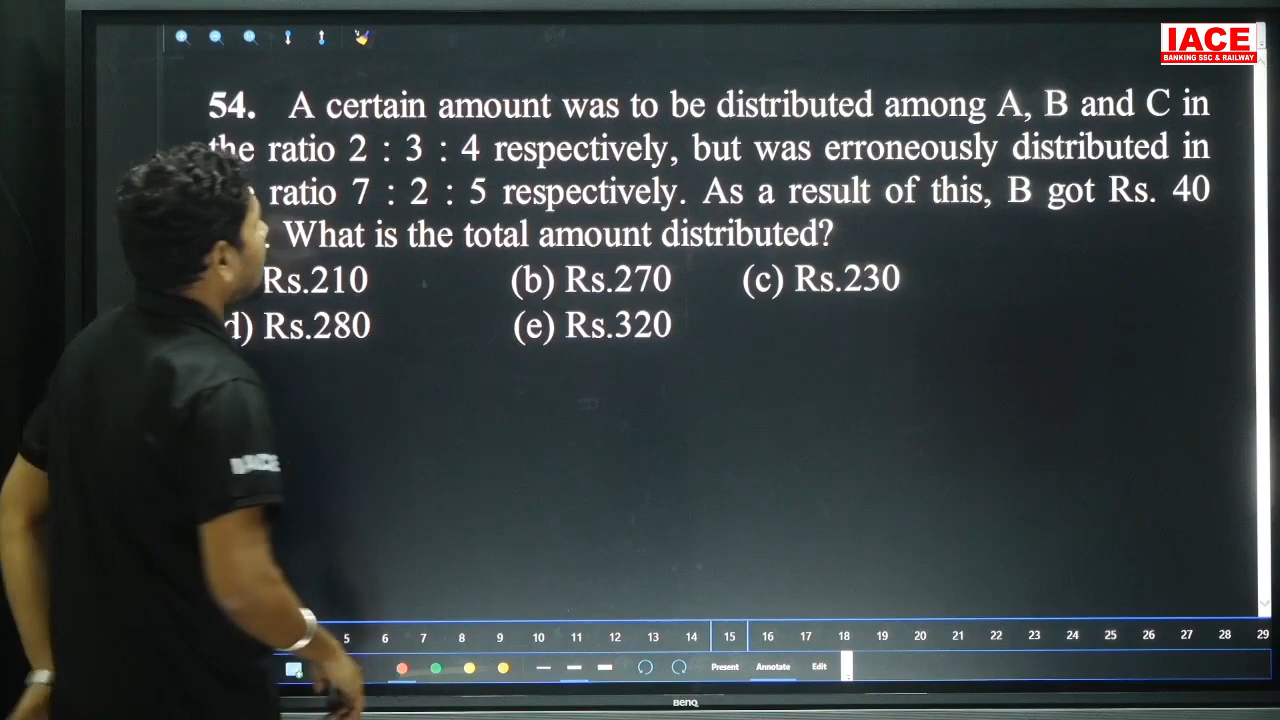 IACE
BANKING SSC & RAILWAY
54. A certain amount was to be distributed among A, B and C in
the ratio 2 : 3 : 4 respectively, but was erroneously distributed in
ratio 7 : 2 : 5 respectively. As a result of this, B got Rs. 40
. What is the total amount distributed?
Rs.210 (b) Rs.270 (c) Rs.230
d) Rs.280 (e) Rs.320
IACE
5 6 7 8 9 10 11 12 13 14 15 16 17 18 19 20 21 22 23 24 25 26 27 28 29
Present Annotate Edit
BenQ